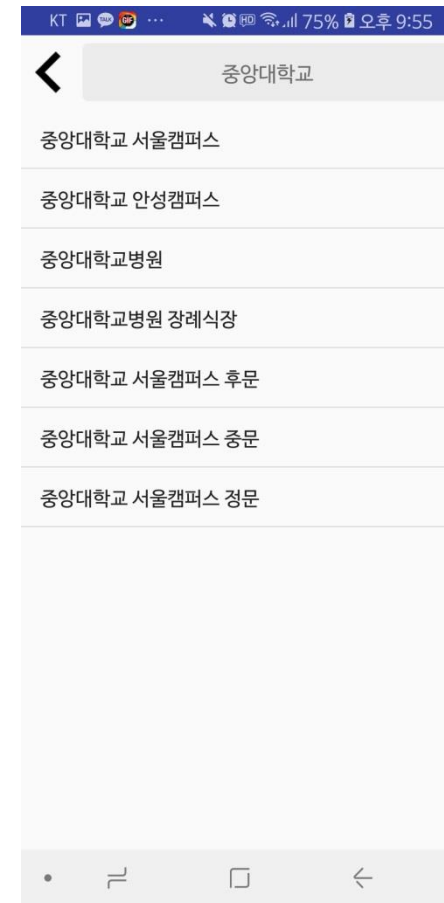 KT TALK GIF ... HD 75% 오후 9:55
중앙대학교
중앙대학교 서울캠퍼스
중앙대학교 안성캠퍼스
중앙대학교병원
중앙대학교병원 장례식장
중앙대학교 서울캠퍼스 후문
중앙대학교 서울캠퍼스 중문
중앙대학교 서울캠퍼스 정문